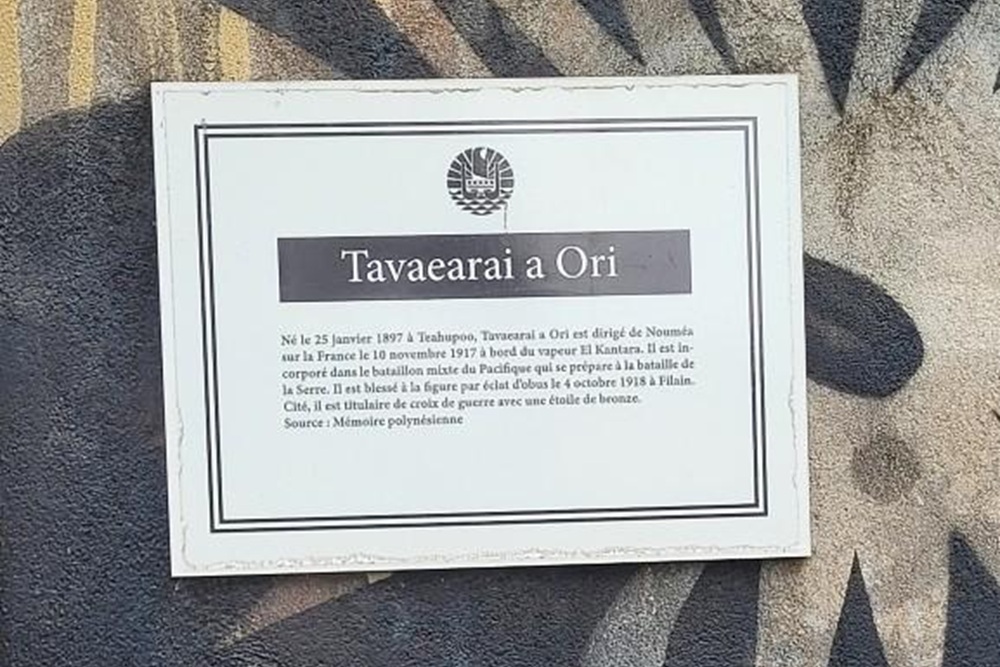 Tavaearai a Ori
Né le 25 Janvier 1897 à Teahupoo, Tavaearai a Ori est dirigé de Nouméa
sur la France le 10 novembre 1917 à bord du vapeur El Kantara. Il est in-
corporé dans le bataillon mixte du Pacifique qui se prépare à la bataille de
la Serre. Il est blessé à la figure par éclat d'obus le 4 octobre 1918 à Filain.
Cité, il est titulaire de croix de guerre avec une étoile de bronze.
Source : Mémoire polynésienne